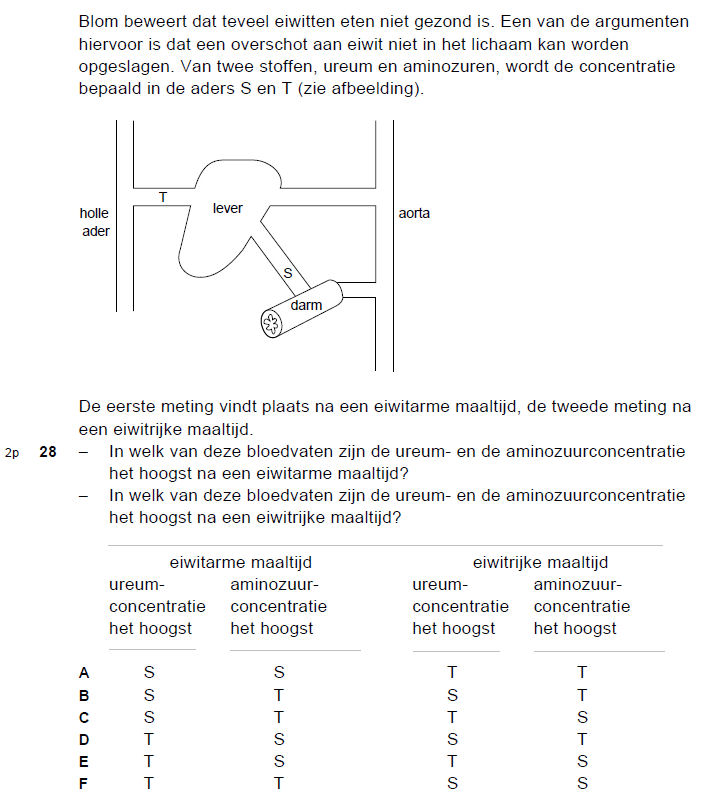 Blom beweert dat teveel eiwitten eten niet gezond is. Een van de argumenten
hiervoor is dat een overschot aan eiwit niet in het lichaam kan worden
opgeslagen. Van twee stoffen, ureum en aminozuren, wordt de concentratie
bepaald in de aders S en T (zie afbeelding).
T
lever
holle
ader
aorta
S
darm
De eerste meting vindt plaats na een eiwitarme maaltijd, de tweede meting na
een eiwitrijke maaltijd.
2p 28 – In welk van deze bloedvaten zijn de ureum- en de aminozuurconcentratie
het hoogst na een eiwitarme maaltijd?
– In welk van deze bloedvaten zijn de ureum- en de aminozuurconcentratie
het hoogst na een eiwitrijke maaltijd?
eiwitarme maaltijd eiwitrijke maaltijd
ureum- aminozuur- ureum- aminozuur-
concentratie concentratie concentratie concentratie
het hoogst het hoogst het hoogst het hoogst
A S S T T
B S T S T
C S T T S
D T S S T
E T S T S
F T T S S